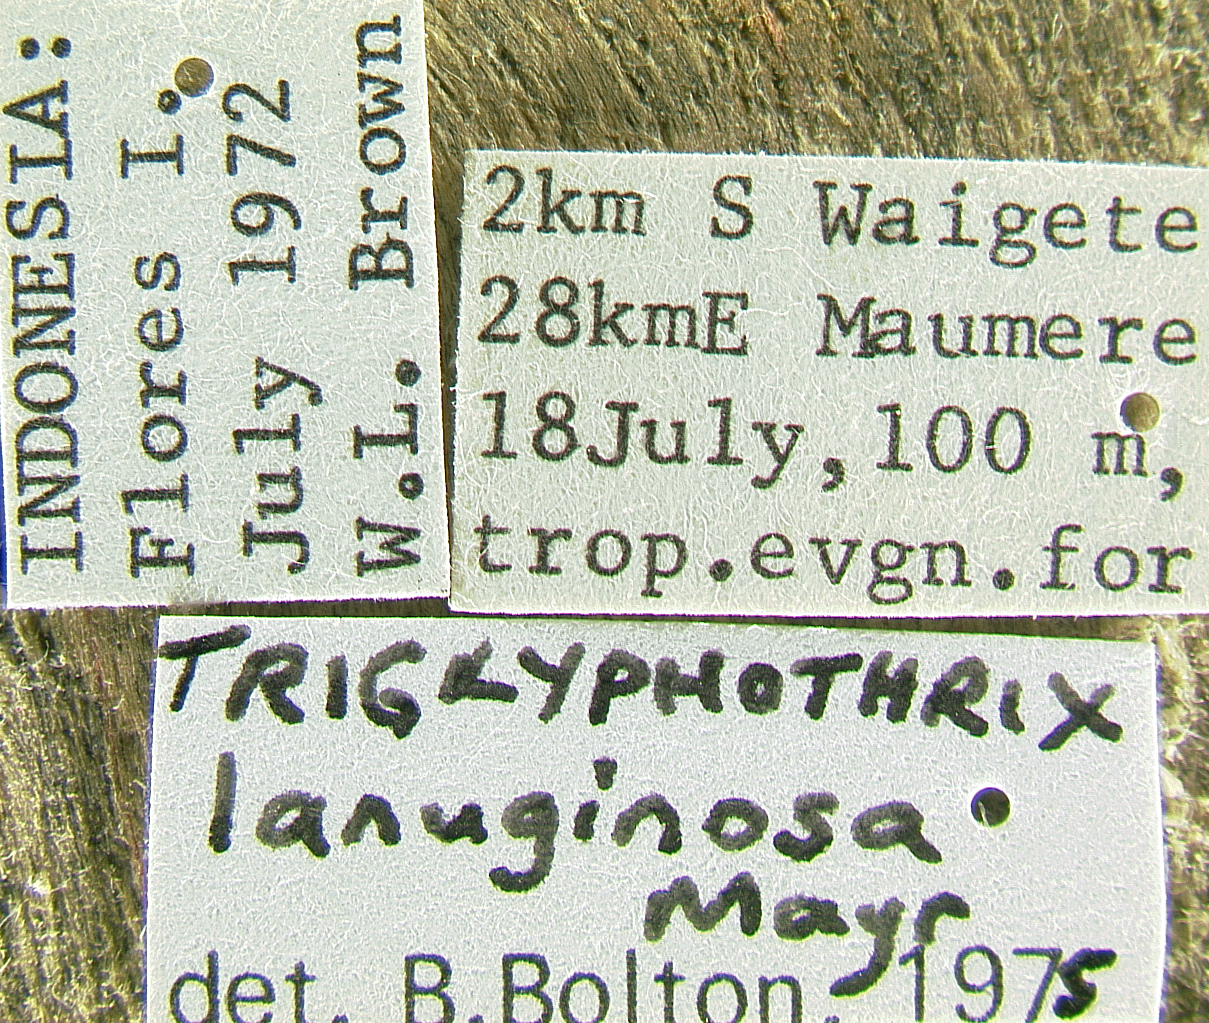 INDONESIA:
Flores I.
July 1972
W.L. Brown
2km S Waigete
28kmE Maumere
18July,100 m,
trop.evgn.for
TRIGLYPHOTHRIX
lanuginosa
Mayr
det. B.Bolton, 1975